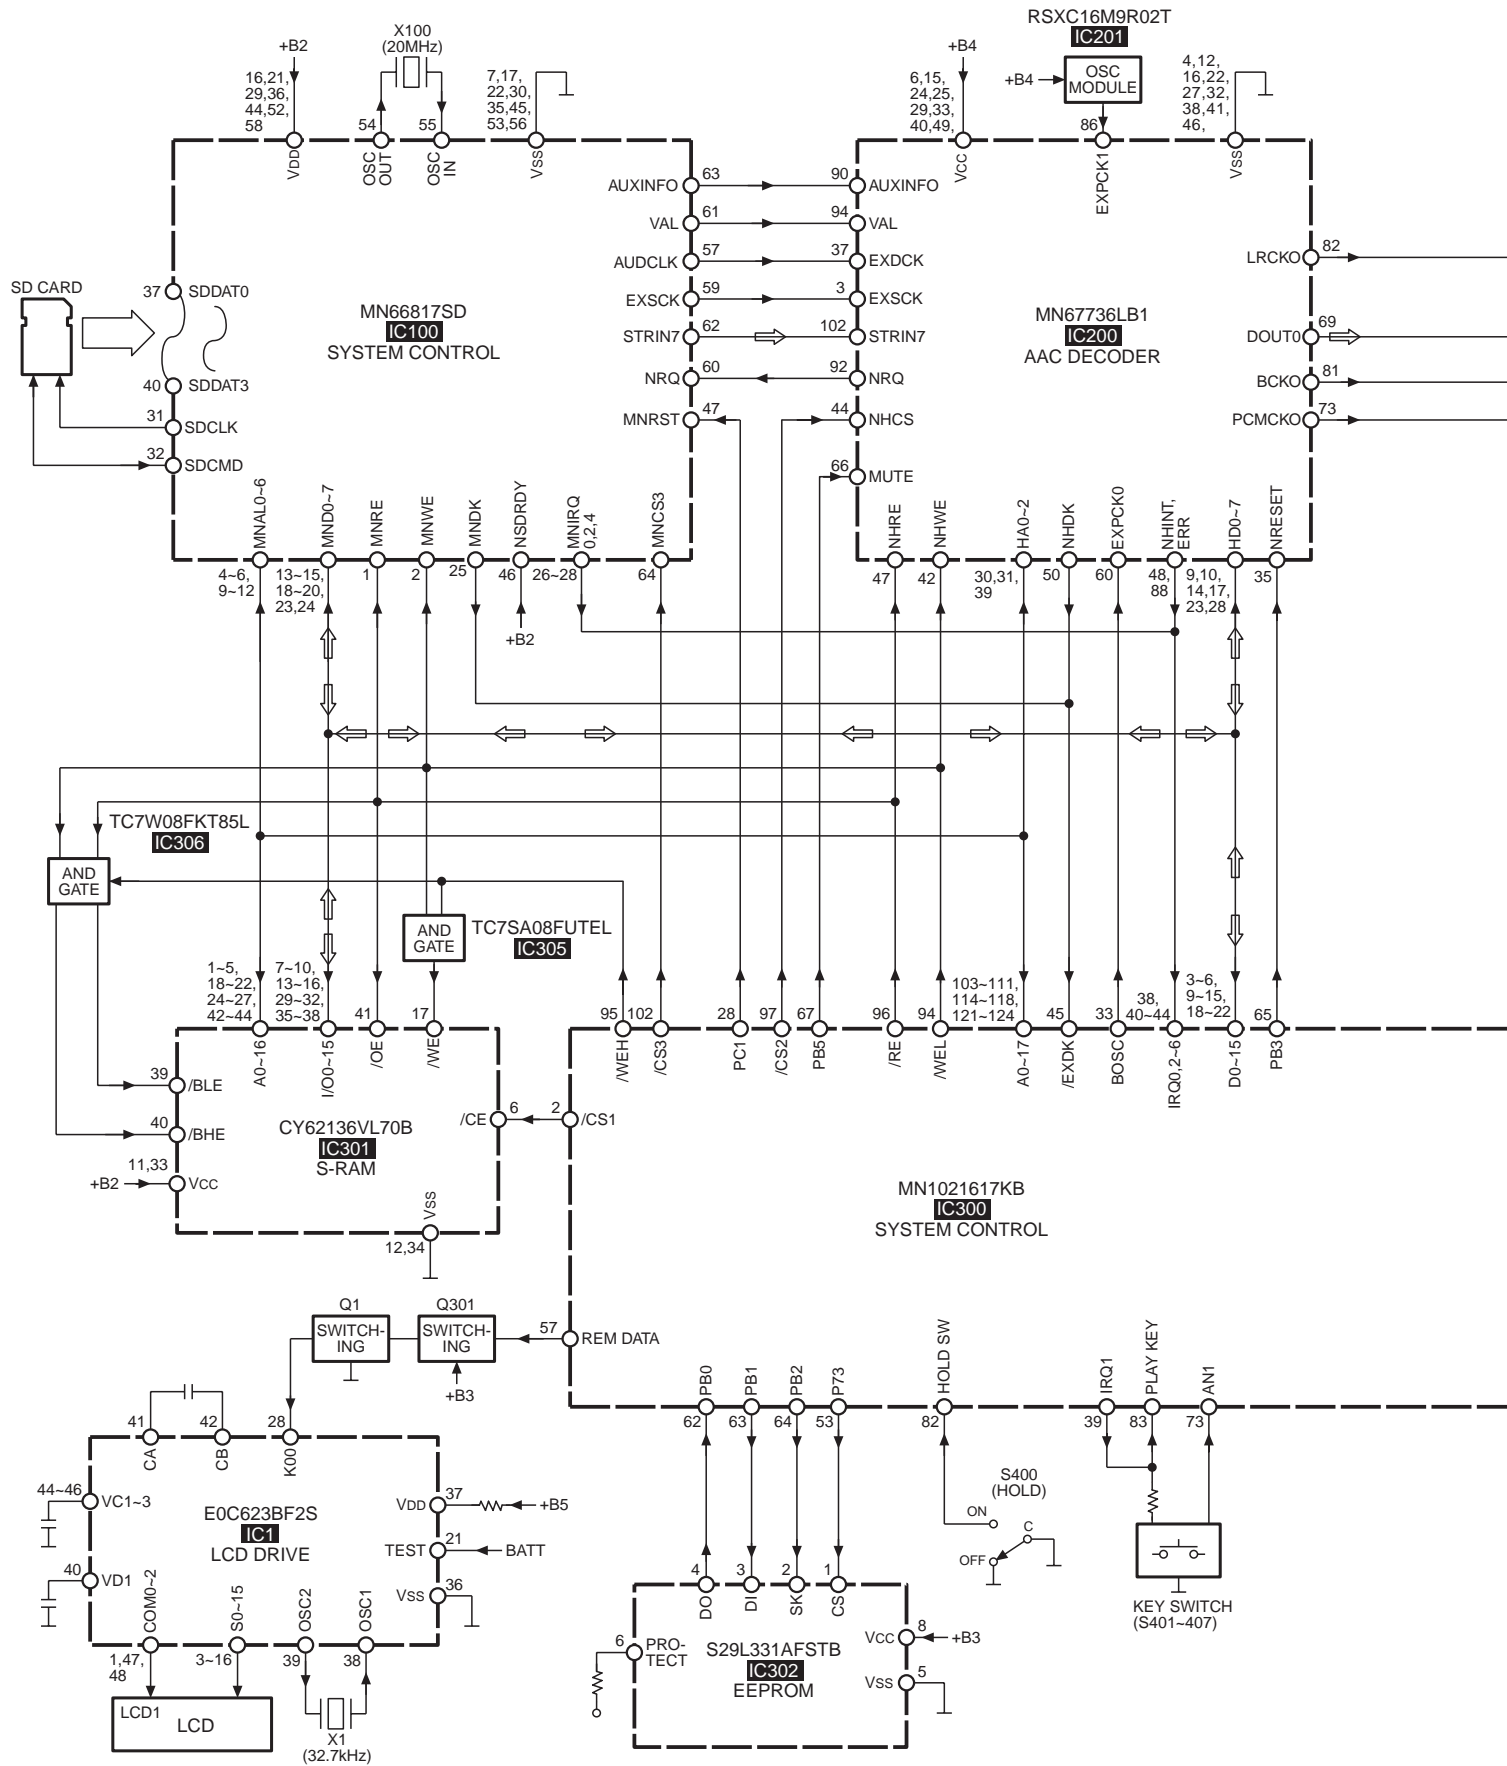 RSXC16M9R02T
IC201
X100
(20MHz)
+B2
16,21,
29,36,
44,52,
58
54
55
7,17,
22,30,
35,45,
53,56
+B4
6,15,
24,25,
29,33,
40,49,
+B4
OSC
MODULE
86
4,12,
16,22,
27,32,
38,41,
46,
VDD
OSC
OUT
OSC
IN
VSS
VCC
EXPCK1
VSS
AUXINFO 63 90 AUXINFO
VAL 61 94 VAL
AUDCLK 57 37 EXDCK
EXSCK 59 3 EXSCK
STRIN7 62 102 STRIN7
NRQ 60 92 NRQ
MNRST 47 44 NHCS
66 MUTE
LRCKO 82
DOUT0 69
BCKO 81
PCMCKO 73
SD CARD
37 SDDAT0
40 SDDAT3
31 SDCLK
32 SDCMD
MN66817SD
IC100
SYSTEM CONTROL
MN67736LB1
IC200
AAC DECODER
MNAL0~6
MND0~7
MNRE
MNWE
MNDK
NSDRDY
MNIRQ
0,2,4
MNCS3
NHRE
NHWE
HA0~2
NHDK
EXPCK0
NHINT,
ERR
HD0~7
NRESET
4~6,
9~12
13~15,
18~20,
23,24
1
2
25
46
26~28
64
47
42
30,31,
39
50
60
48,
88
9,10,
14,17,
23,28
35
+B2
TC7W08FKT85L
IC306
AND
GATE
AND
GATE
TC7SA08FUTEL
IC305
1~5,
18~22,
24~27,
42~44
7~10,
13~16,
29~32,
35~38
41
17
95
102
28
97
67
96
94
103~111,
114~118,
121~124
45
33
38,
40~44
3~6,
9~15,
18~22
65
A0~16
I/O0~15
/OE
/WE
/WEH
/CS3
PC1
/CS2
PB5
/RE
/WEL
A0~17
/EXDK
BOSC
IRQ0,2~6
D0~15
PB3
39 /BLE
40 /BHE
11,33
+B2 VCC
/CE 6 2 /CS1
CY62136VL70B
IC301
S-RAM
VSS
12,34
MN1021617KB
IC300
SYSTEM CONTROL
Q1
SWITCH-
ING
Q301
SWITCH-
ING
+B3
57 REM DATA
PB0
PB1
PB2
P73
HOLD SW
IRQ1
PLAY KEY
AN1
62
63
64
53
82
39
83
73
41
42
28
CA
CB
K00
44~46
VC1~3
40
VD1
E0C623BF2S
IC1
LCD DRIVE
VDD 37 +B5
TEST 21 BATT
VSS 36
COM0~2
S0~15
OSC2
OSC1
1,47,
48
3~16
39
38
LCD1
LCD
X1
(32.7kHz)
S400
(HOLD)
ON
C
OFF
KEY SWITCH
(S401~407)
4
3
2
1
DO
DI
SK
CS
6
PRO-
TECT
S29L331AFSTB
IC302
EEPROM
VCC 8 +B3
VSS 5